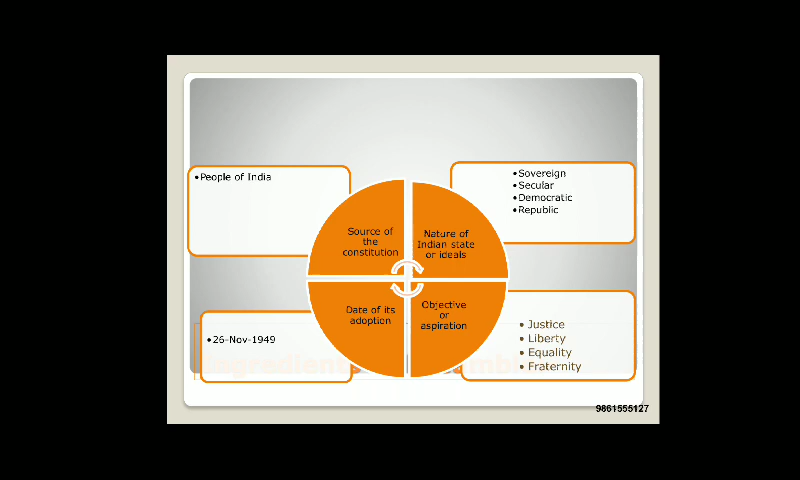 •People of India
•Sovereign
•Secular
•Democratic
•Republic
Source of
the
constitution
Nature of
Indian state
or ideals
Date of its
adoption
Objective
or
aspiration
•26-Nov-1949
• Justice
• Liberty
• Equality
• Fraternity
9861555127